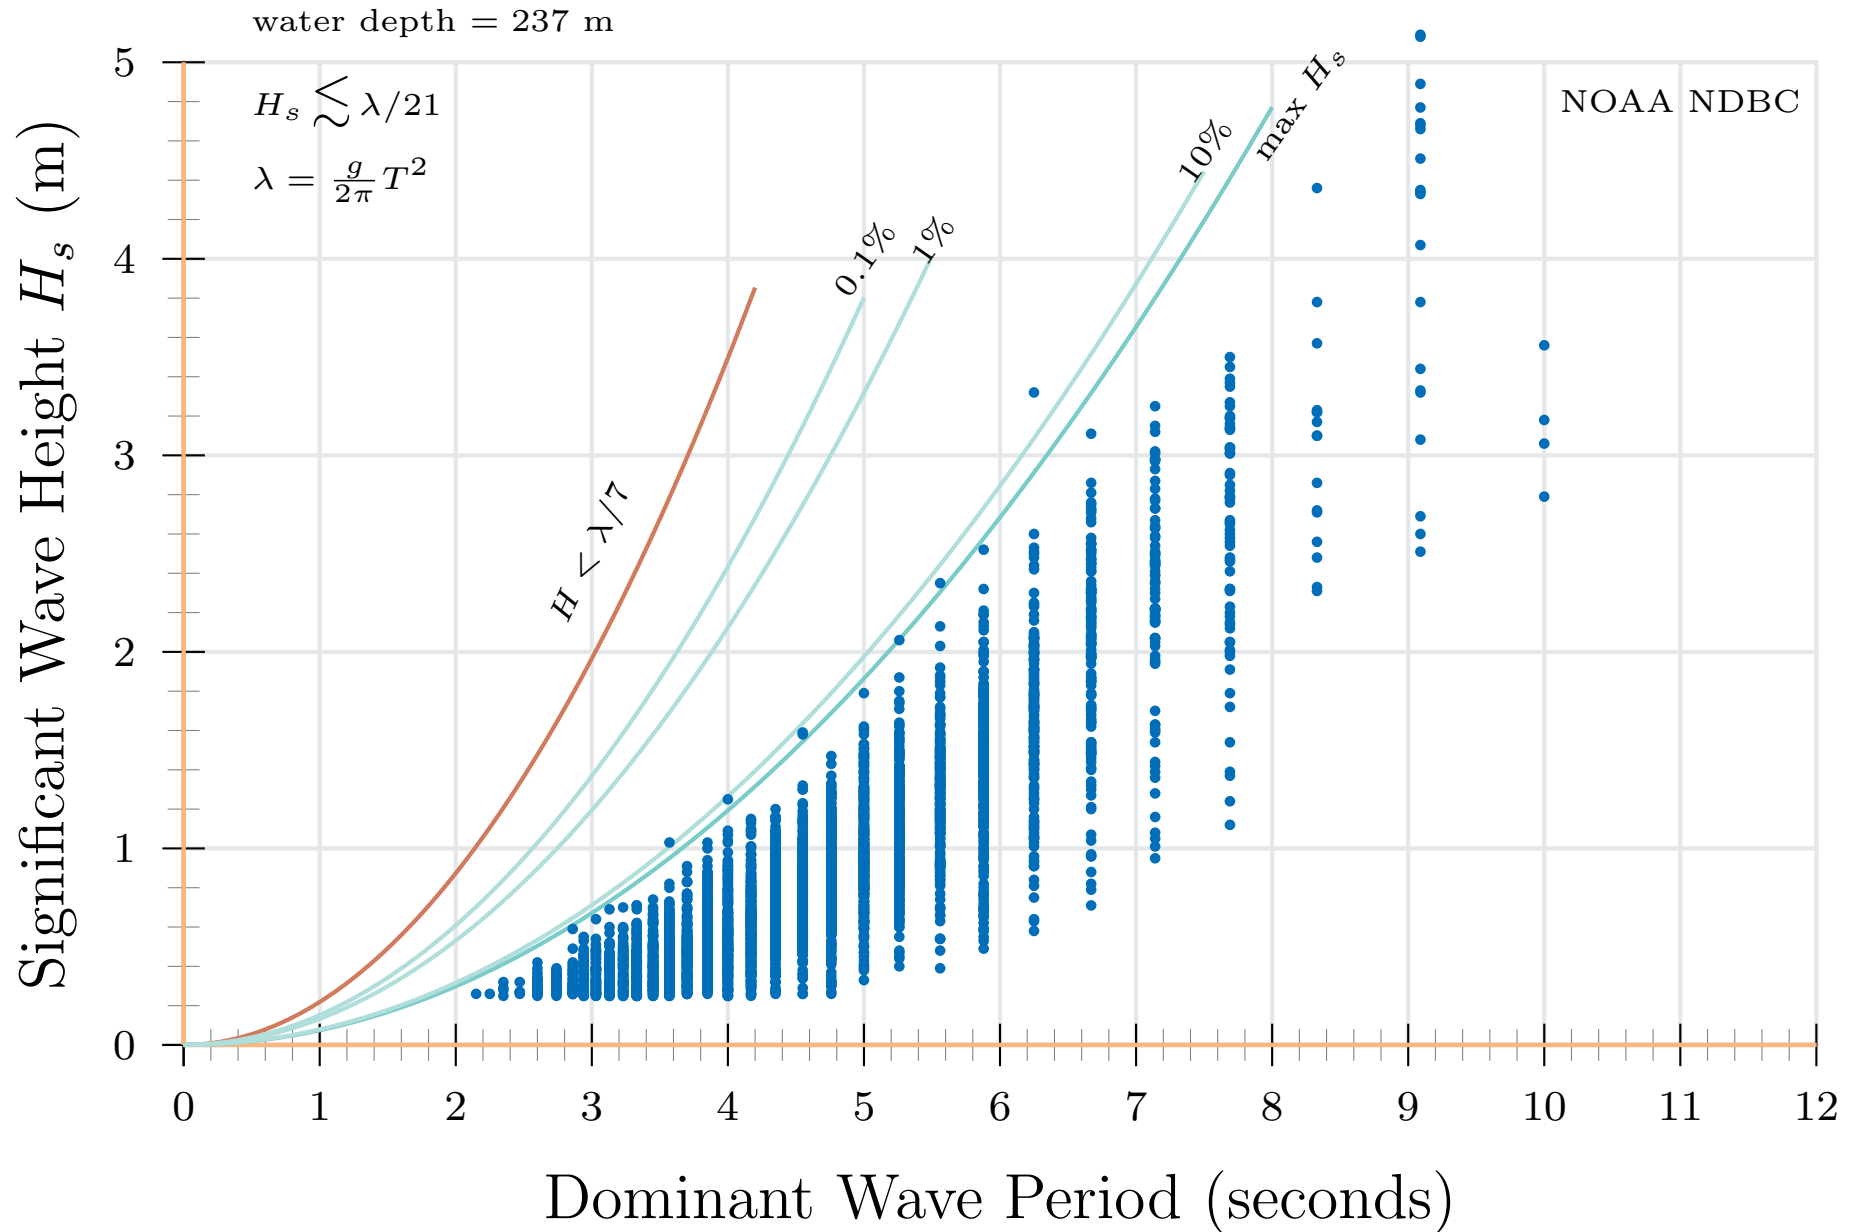 water depth = 237 m
5
H_s ≲ λ/21
NOAA NDBC
λ = g/2π T²
max H_s
10%
4
0.1%
1%
3
H < λ/7
2
1
0
0 1 2 3 4 5 6 7 8 9 10 11 12
Significant Wave Height H_s (m)
Dominant Wave Period (seconds)